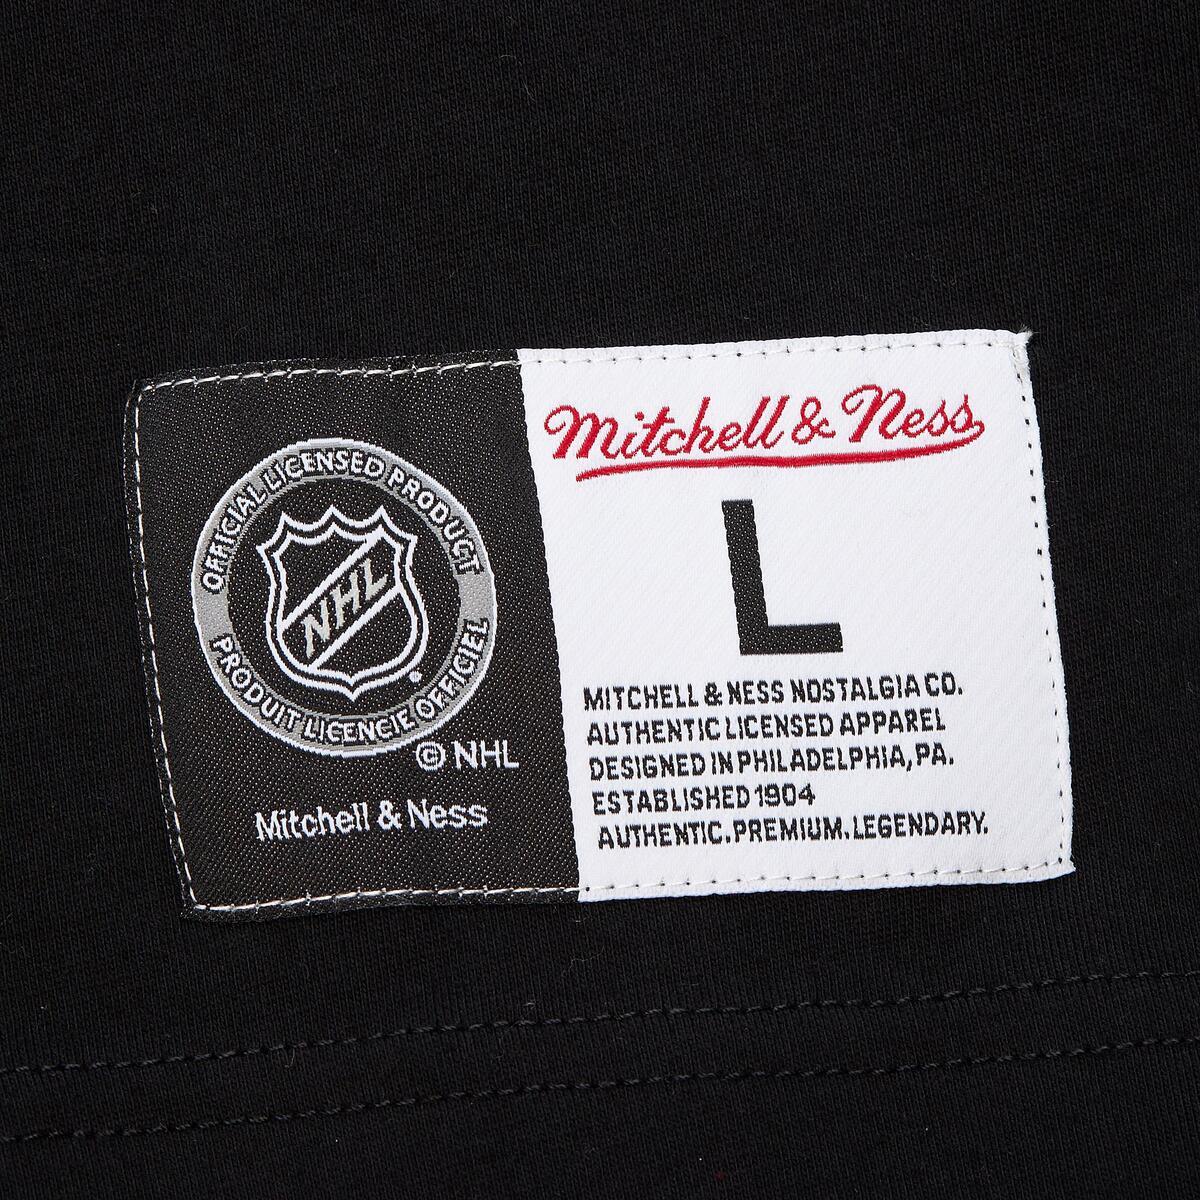 OFFICIAL LICENSED PRODUCT
NHL
®
PRODUIT LICENCIE OFFICIEL
© NHL
Mitchell & Ness
Mitchell & Ness
L
MITCHELL & NESS NOSTALGIA CO.
AUTHENTIC LICENSED APPAREL
DESIGNED IN PHILADELPHIA, PA.
ESTABLISHED 1904
AUTHENTIC. PREMIUM. LEGENDARY.